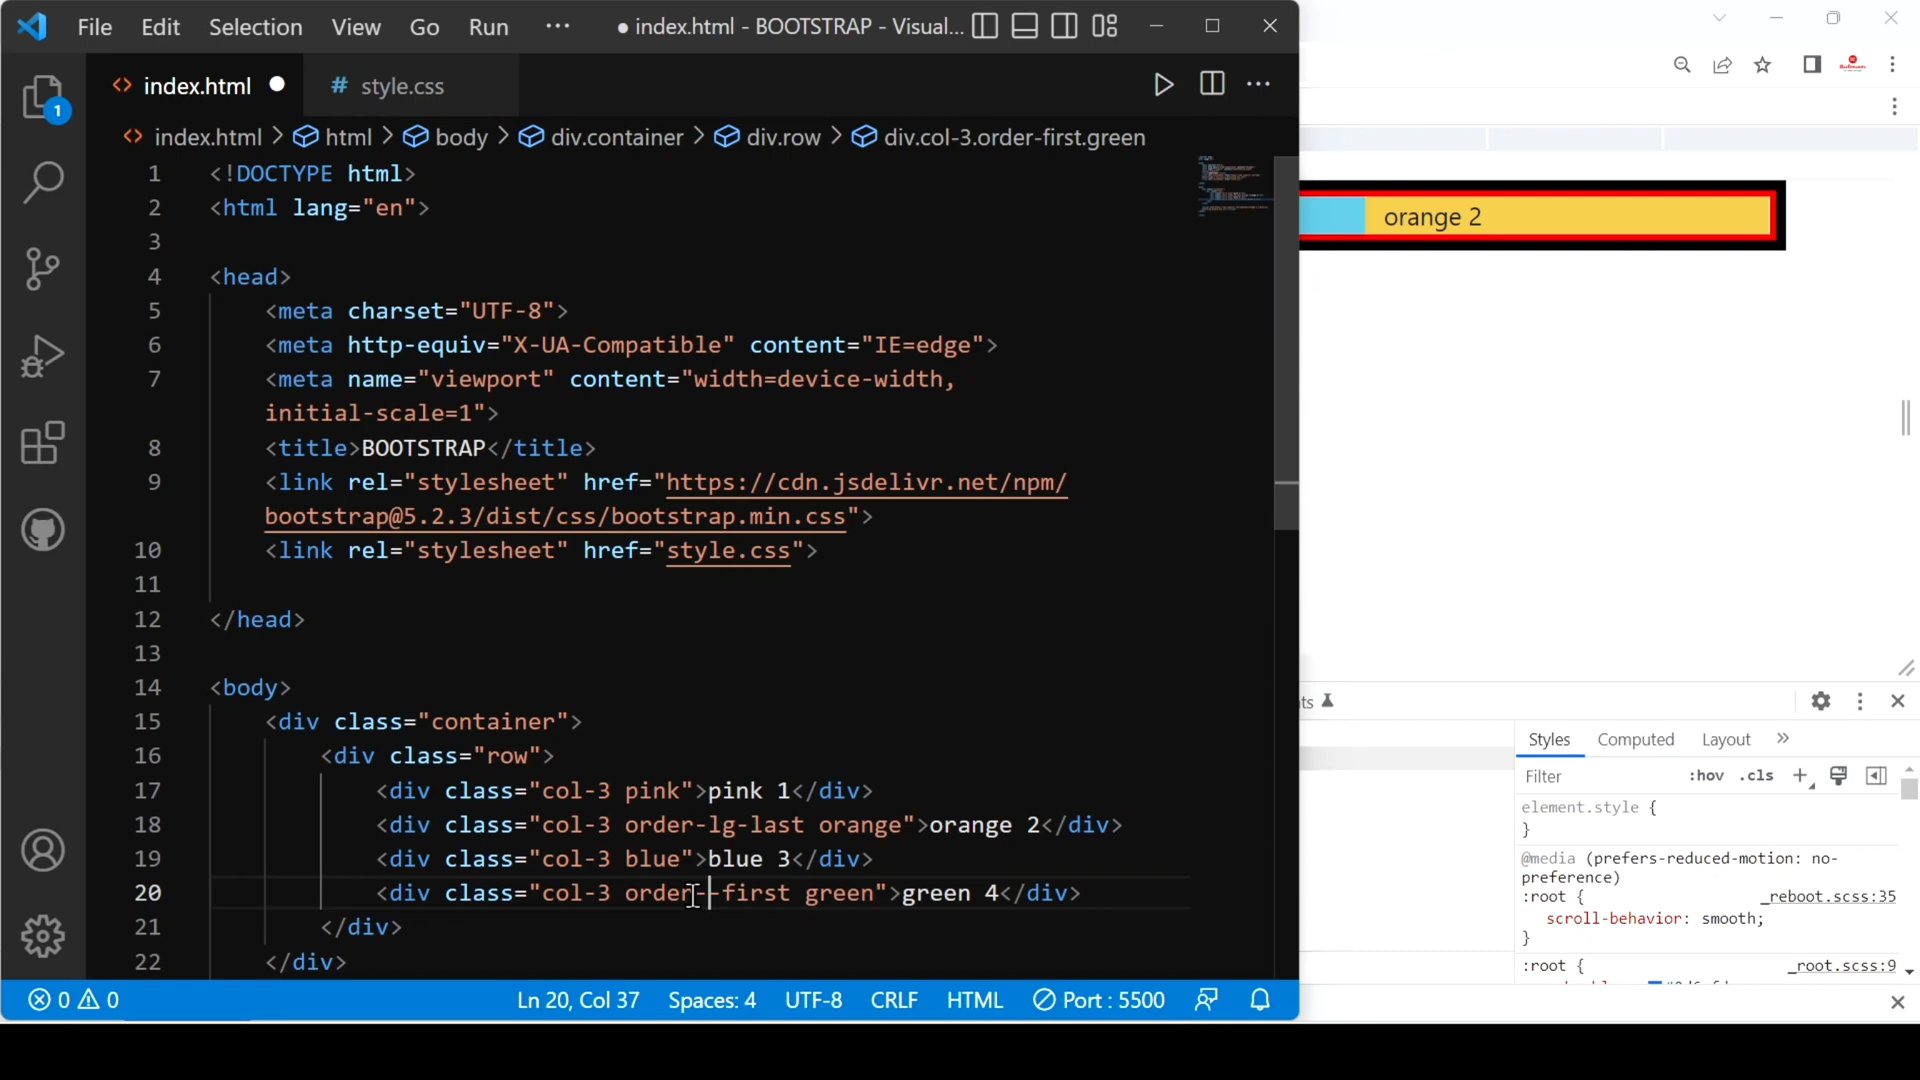 File Edit Selection View Go Run ··· ● index.html - BOOTSTRAP - Visual...
<> index.html ● # style.css
<> index.html > html > body > div.container > div.row > div.col-3.order-first.green
1 <!DOCTYPE html>
2 <html lang="en">
3
4 <head>
5 <meta charset="UTF-8">
6 <meta http-equiv="X-UA-Compatible" content="IE=edge">
7 <meta name="viewport" content="width=device-width,
initial-scale=1">
8 <title>BOOTSTRAP</title>
9 <link rel="stylesheet" href="https://cdn.jsdelivr.net/npm/
bootstrap@5.2.3/dist/css/bootstrap.min.css">
10 <link rel="stylesheet" href="style.css">
11
12 </head>
13
14 <body>
15 <div class="container">
16 <div class="row">
17 <div class="col-3 pink">pink 1</div>
18 <div class="col-3 order-lg-last orange">orange 2</div>
19 <div class="col-3 blue">blue 3</div>
20 <div class="col-3 order--first green">green 4</div>
21 </div>
22 </div>
1
0 0 Ln 20, Col 37 Spaces: 4 UTF-8 CRLF HTML Port : 5500
orange 2
ts
Styles Computed Layout »
Filter :hov .cls +
element.style {
}
@media (prefers-reduced-motion: no-
preference)
:root { _reboot.scss:35
scroll-behavior: smooth;
}
:root { _root.scss:9